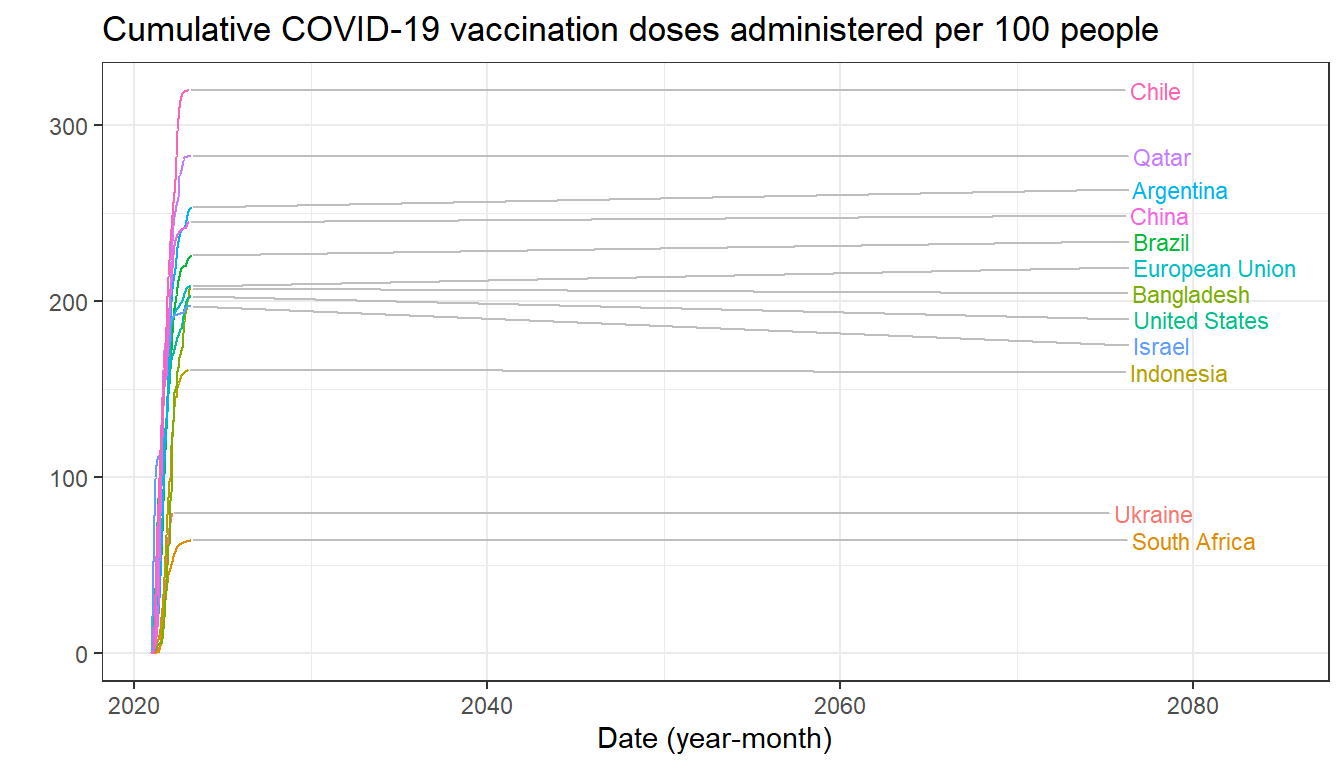 Cumulative COVID-19 vaccination doses administered per 100 people
300
200
100
0
Chile
Qatar
Argentina
China
Brazil
European Union
Bangladesh
United States
Israel
Indonesia
Ukraine
South Africa
2020 2040 2060 2080
Date (year-month)